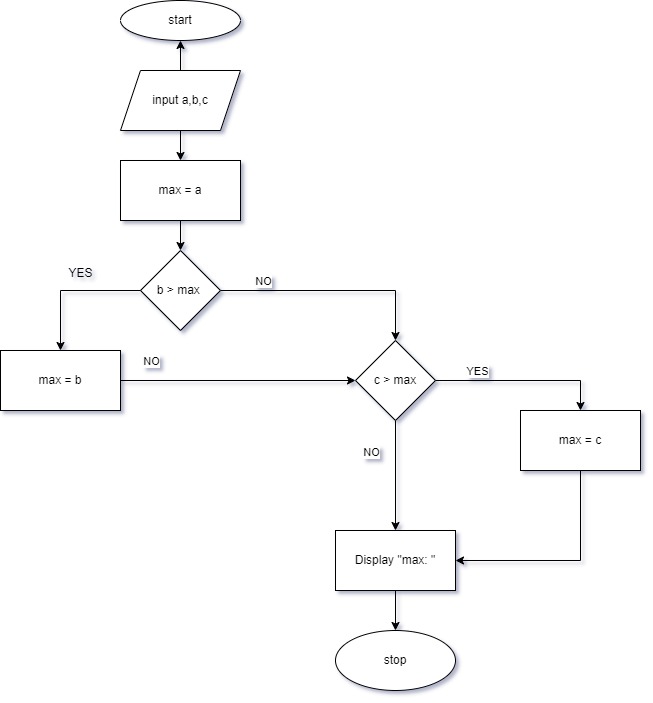 start
input a,b,c
max = a
YES
b > max
NO
max = b
NO
c > max
YES
max = c
NO
Display "max: "
stop